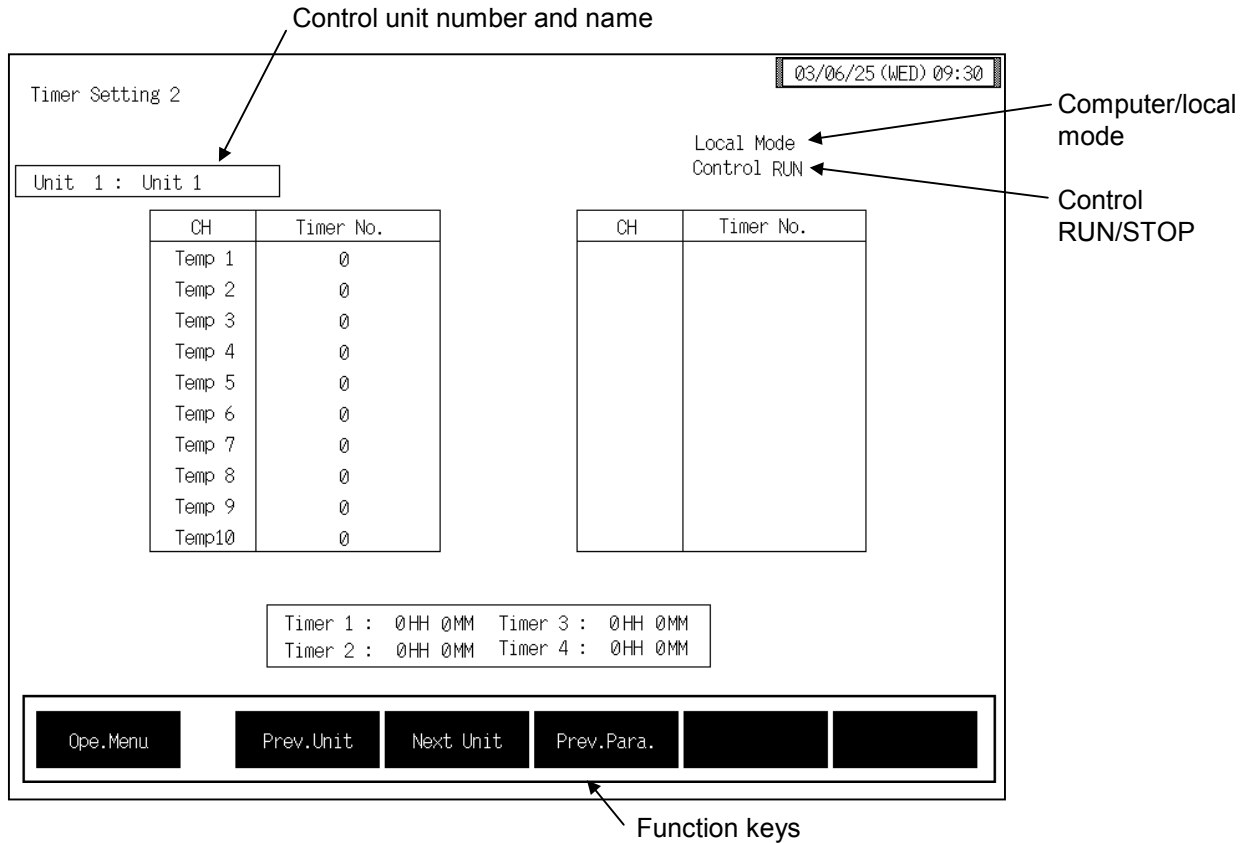 Control unit number and name
03/06/25 (WED) 09:30
Timer Setting 2
Computer/local
mode
Local Mode
Control RUN
Unit 1 : Unit 1
Control
RUN/STOP
CH Timer No. CH Timer No.
Temp 1 0
Temp 2 0
Temp 3 0
Temp 4 0
Temp 5 0
Temp 6 0
Temp 7 0
Temp 8 0
Temp 9 0
Temp10 0
Timer 1 : 0HH 0MM Timer 3 : 0HH 0MM
Timer 2 : 0HH 0MM Timer 4 : 0HH 0MM
Ope.Menu Prev.Unit Next Unit Prev.Para.
Function keys